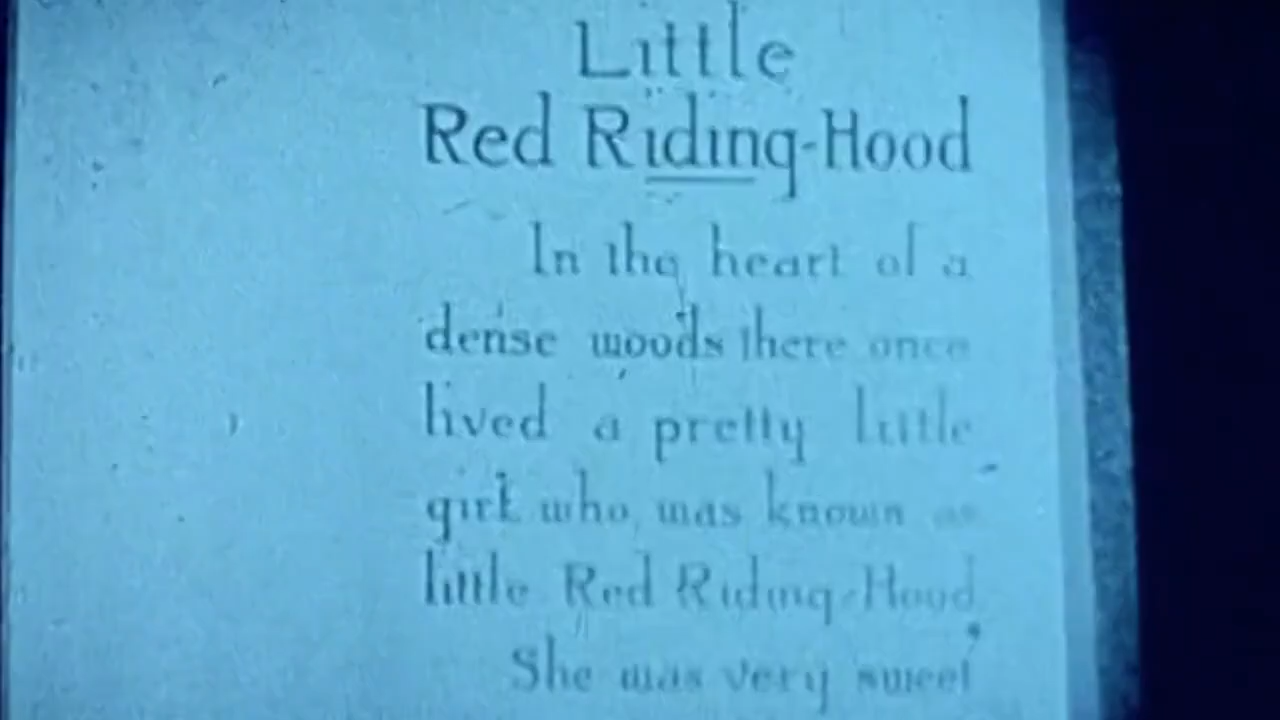 Little
Red Riding-Hood
In the heart of a
dense woods there once
lived a pretty little
girl who was known as
little Red Riding-Hood
She was very sweet